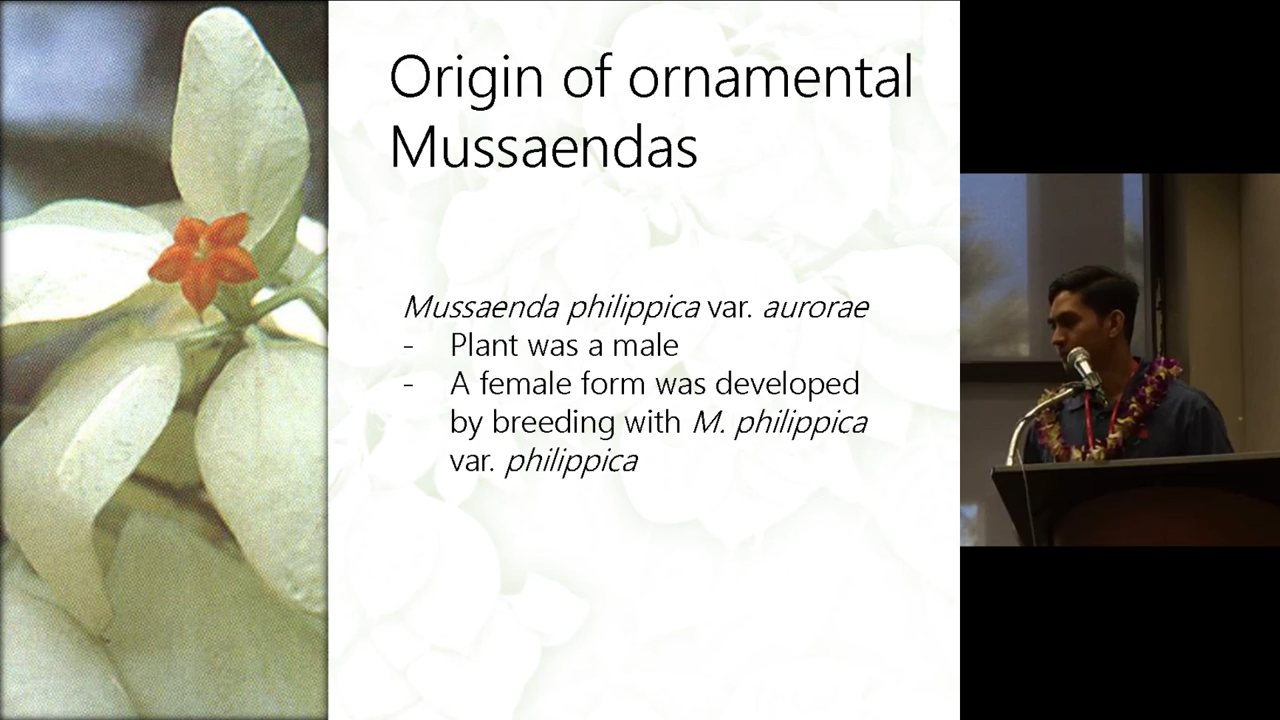 Origin of ornamental
Mussaendas
Mussaenda philippica var. aurorae
- Plant was a male
- A female form was developed
by breeding with M. philippica
var. philippica